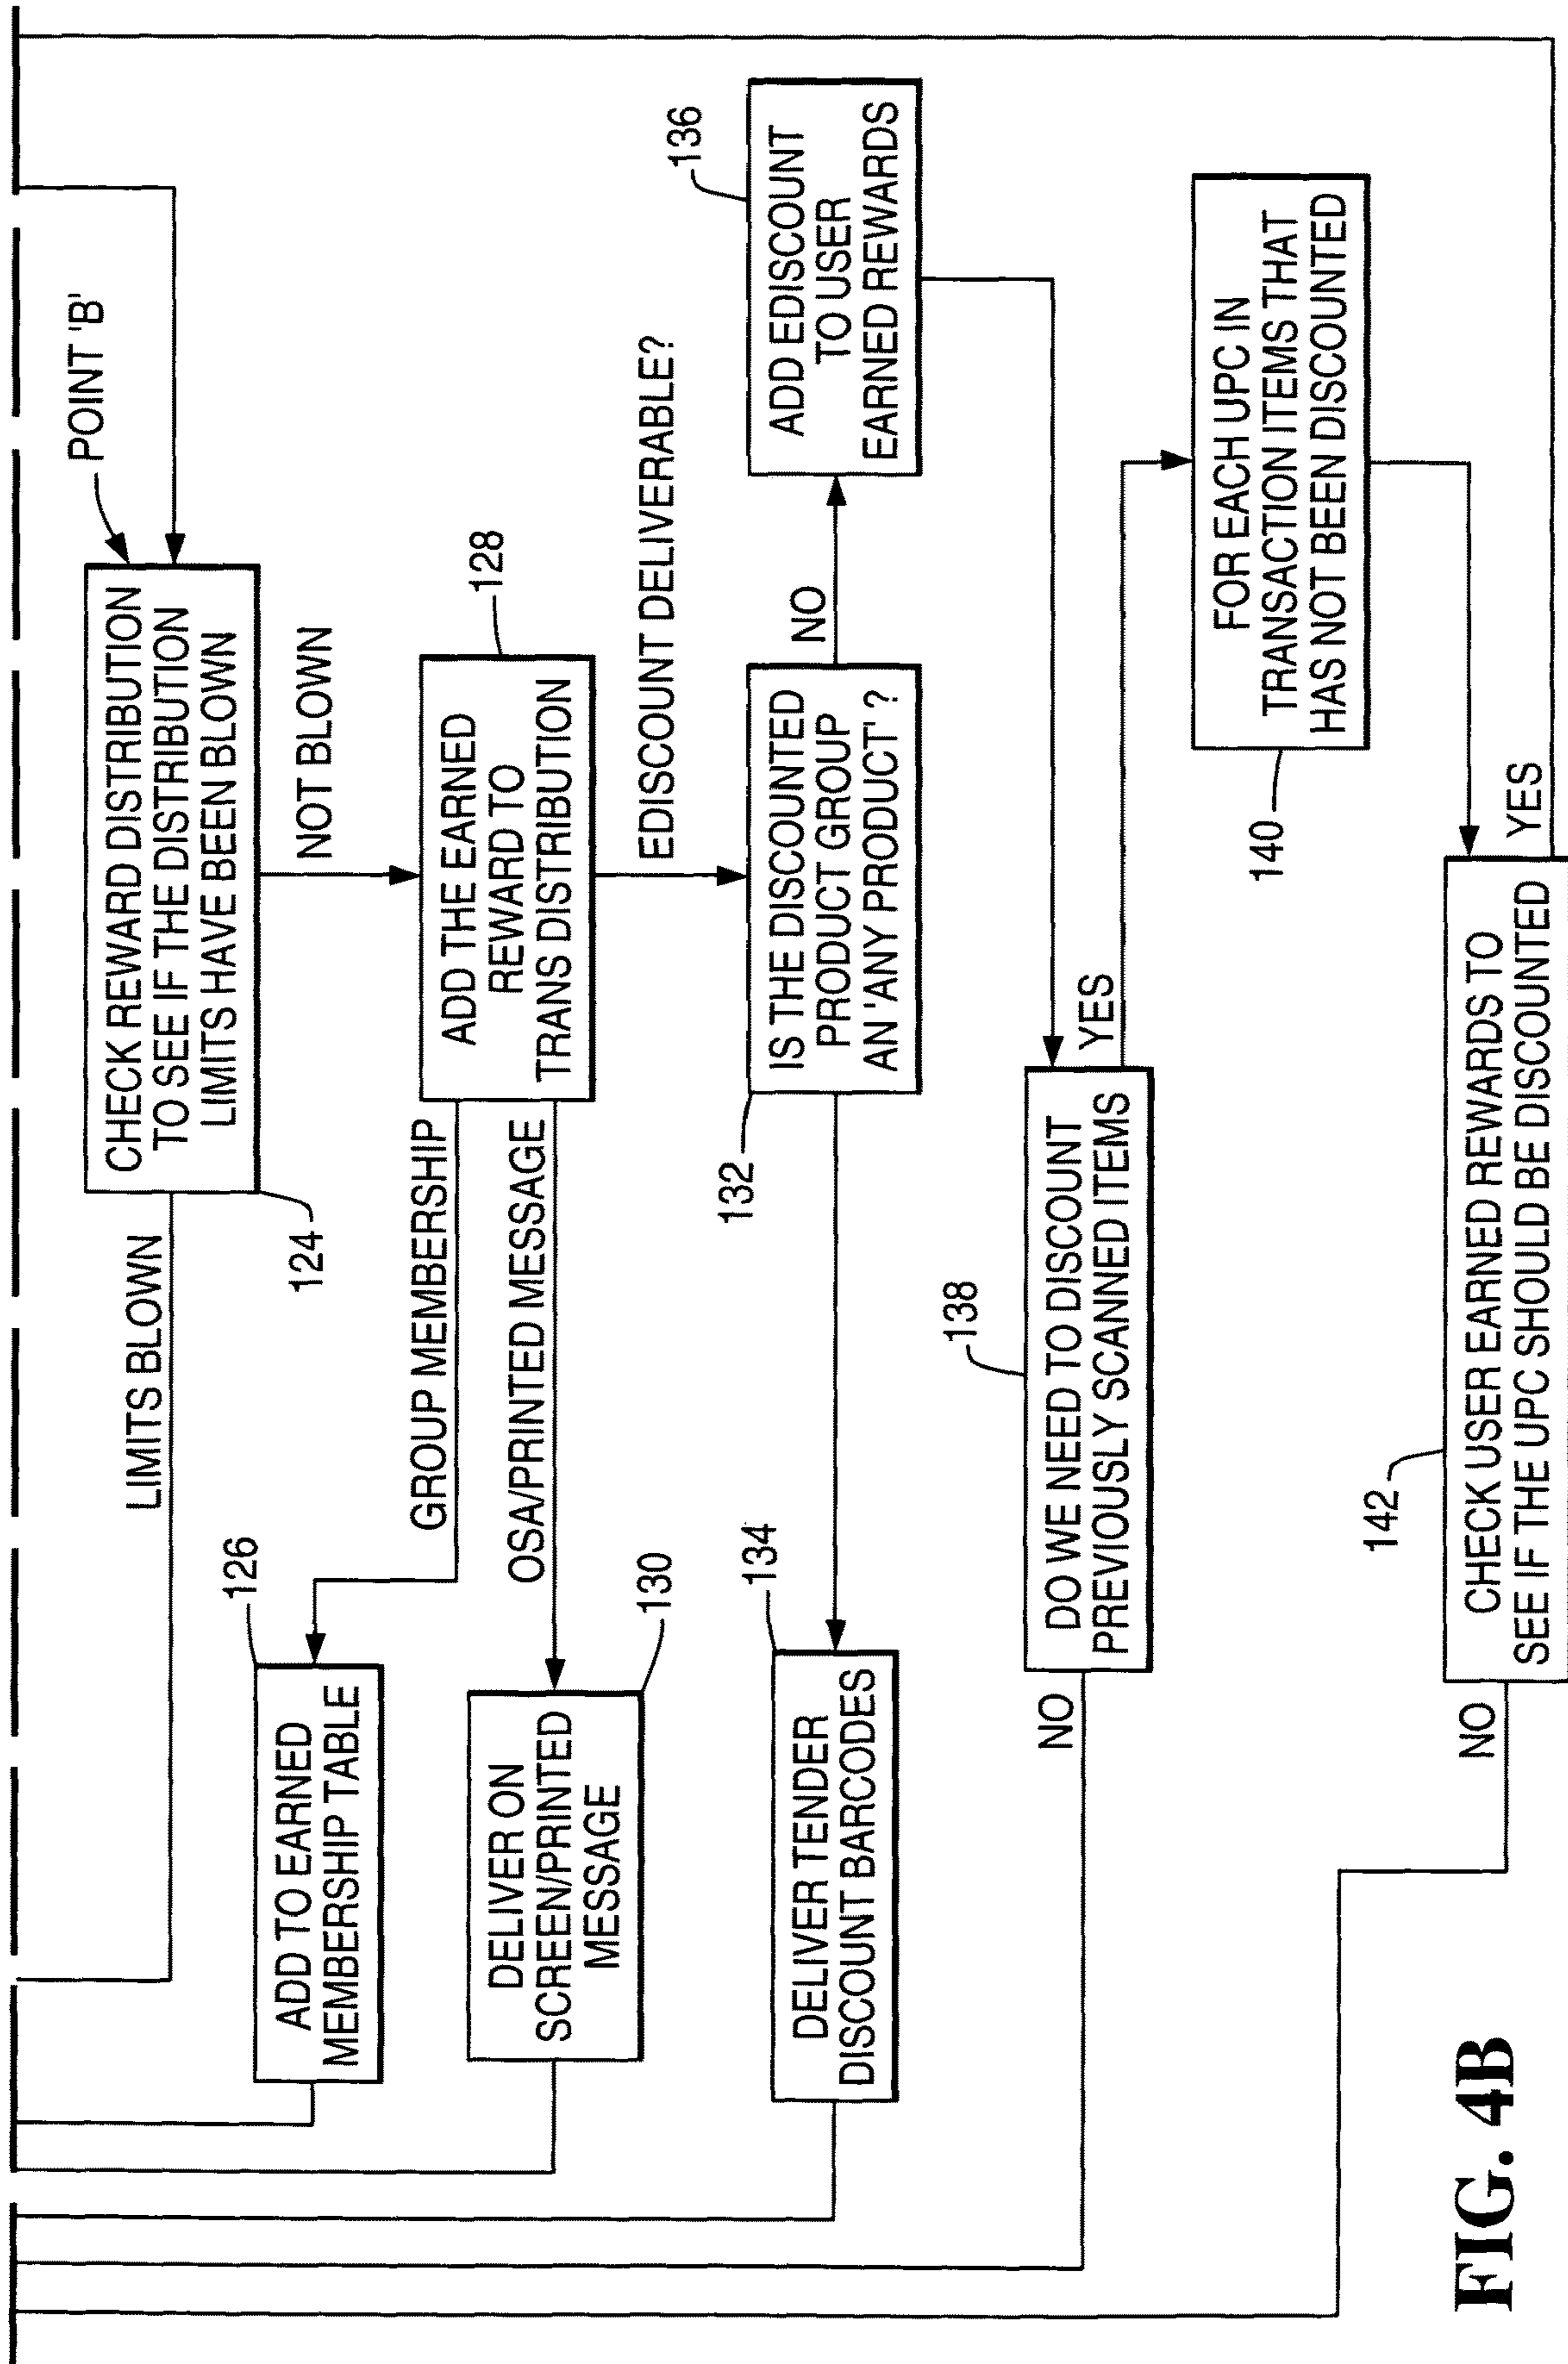 POINT 'B'
CHECK REWARD DISTRIBUTION
TO SEE IF THE DISTRIBUTION
LIMITS HAVE BEEN BLOWN
LIMITS BLOWN
124
NOT BLOWN
126
ADD TO EARNED
MEMBERSHIP TABLE
GROUP MEMBERSHIP
128
ADD THE EARNED
REWARD TO
TRANS DISTRIBUTION
OSA/PRINTED MESSAGE
130
DELIVER ON
SCREEN/PRINTED
MESSAGE
EDISCOUNT DELIVERABLE?
132
IS THE DISCOUNTED
PRODUCT GROUP
AN 'ANY PRODUCT' ?
NO
134
DELIVER TENDER
DISCOUNT BARCODES
136
ADD EDISCOUNT
TO USER
EARNED REWARDS
138
DO WE NEED TO DISCOUNT
PREVIOUSLY SCANNED ITEMS
NO
YES
140
FOR EACH UPC IN
TRANSACTION ITEMS THAT
HAS NOT BEEN DISCOUNTED
142
CHECK USER EARNED REWARDS TO
SEE IF THE UPC SHOULD BE DISCOUNTED
NO
YES
FIG. 4B